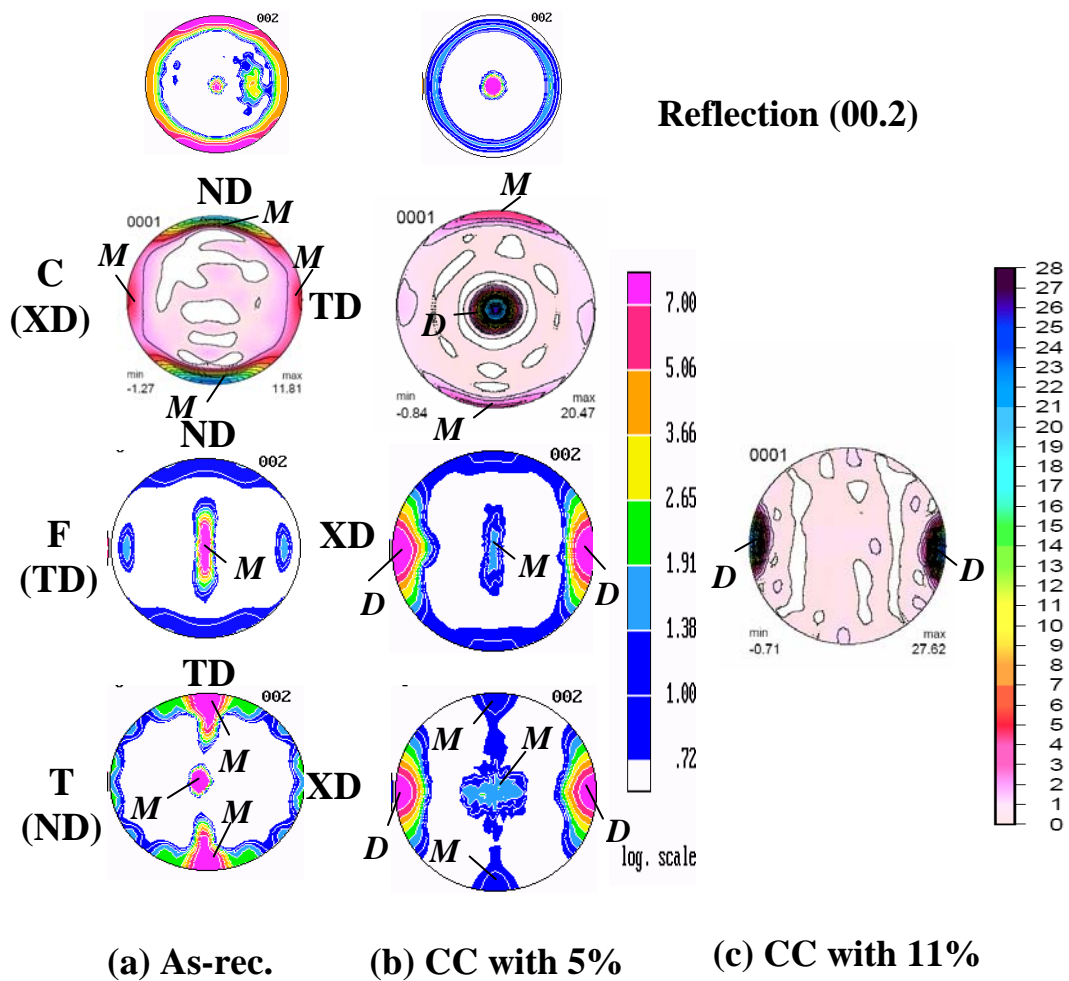 002
002
Reflection (00.2)
ND
M
0001
M
M
M
C
(XD)
TD
min
-1.27
max
11.81
M
M
0001
D
min
-0.84
max
20.47
M
7.00
5.06
3.66
2.65
1.91
1.38
1.00
.72
log. scale
28
27
26
25
24
23
22
21
20
19
18
17
16
15
14
13
12
11
10
9
8
7
6
5
4
3
2
1
0
ND
002
F
(TD)
M
002
XD
M
D
D
0001
D
D
min
-0.71
max
27.62
TD
002
M
M
M
T
(ND)
XD
002
M
M
D
D
M
(a) As-rec.
(b) CC with 5%
(c) CC with 11%